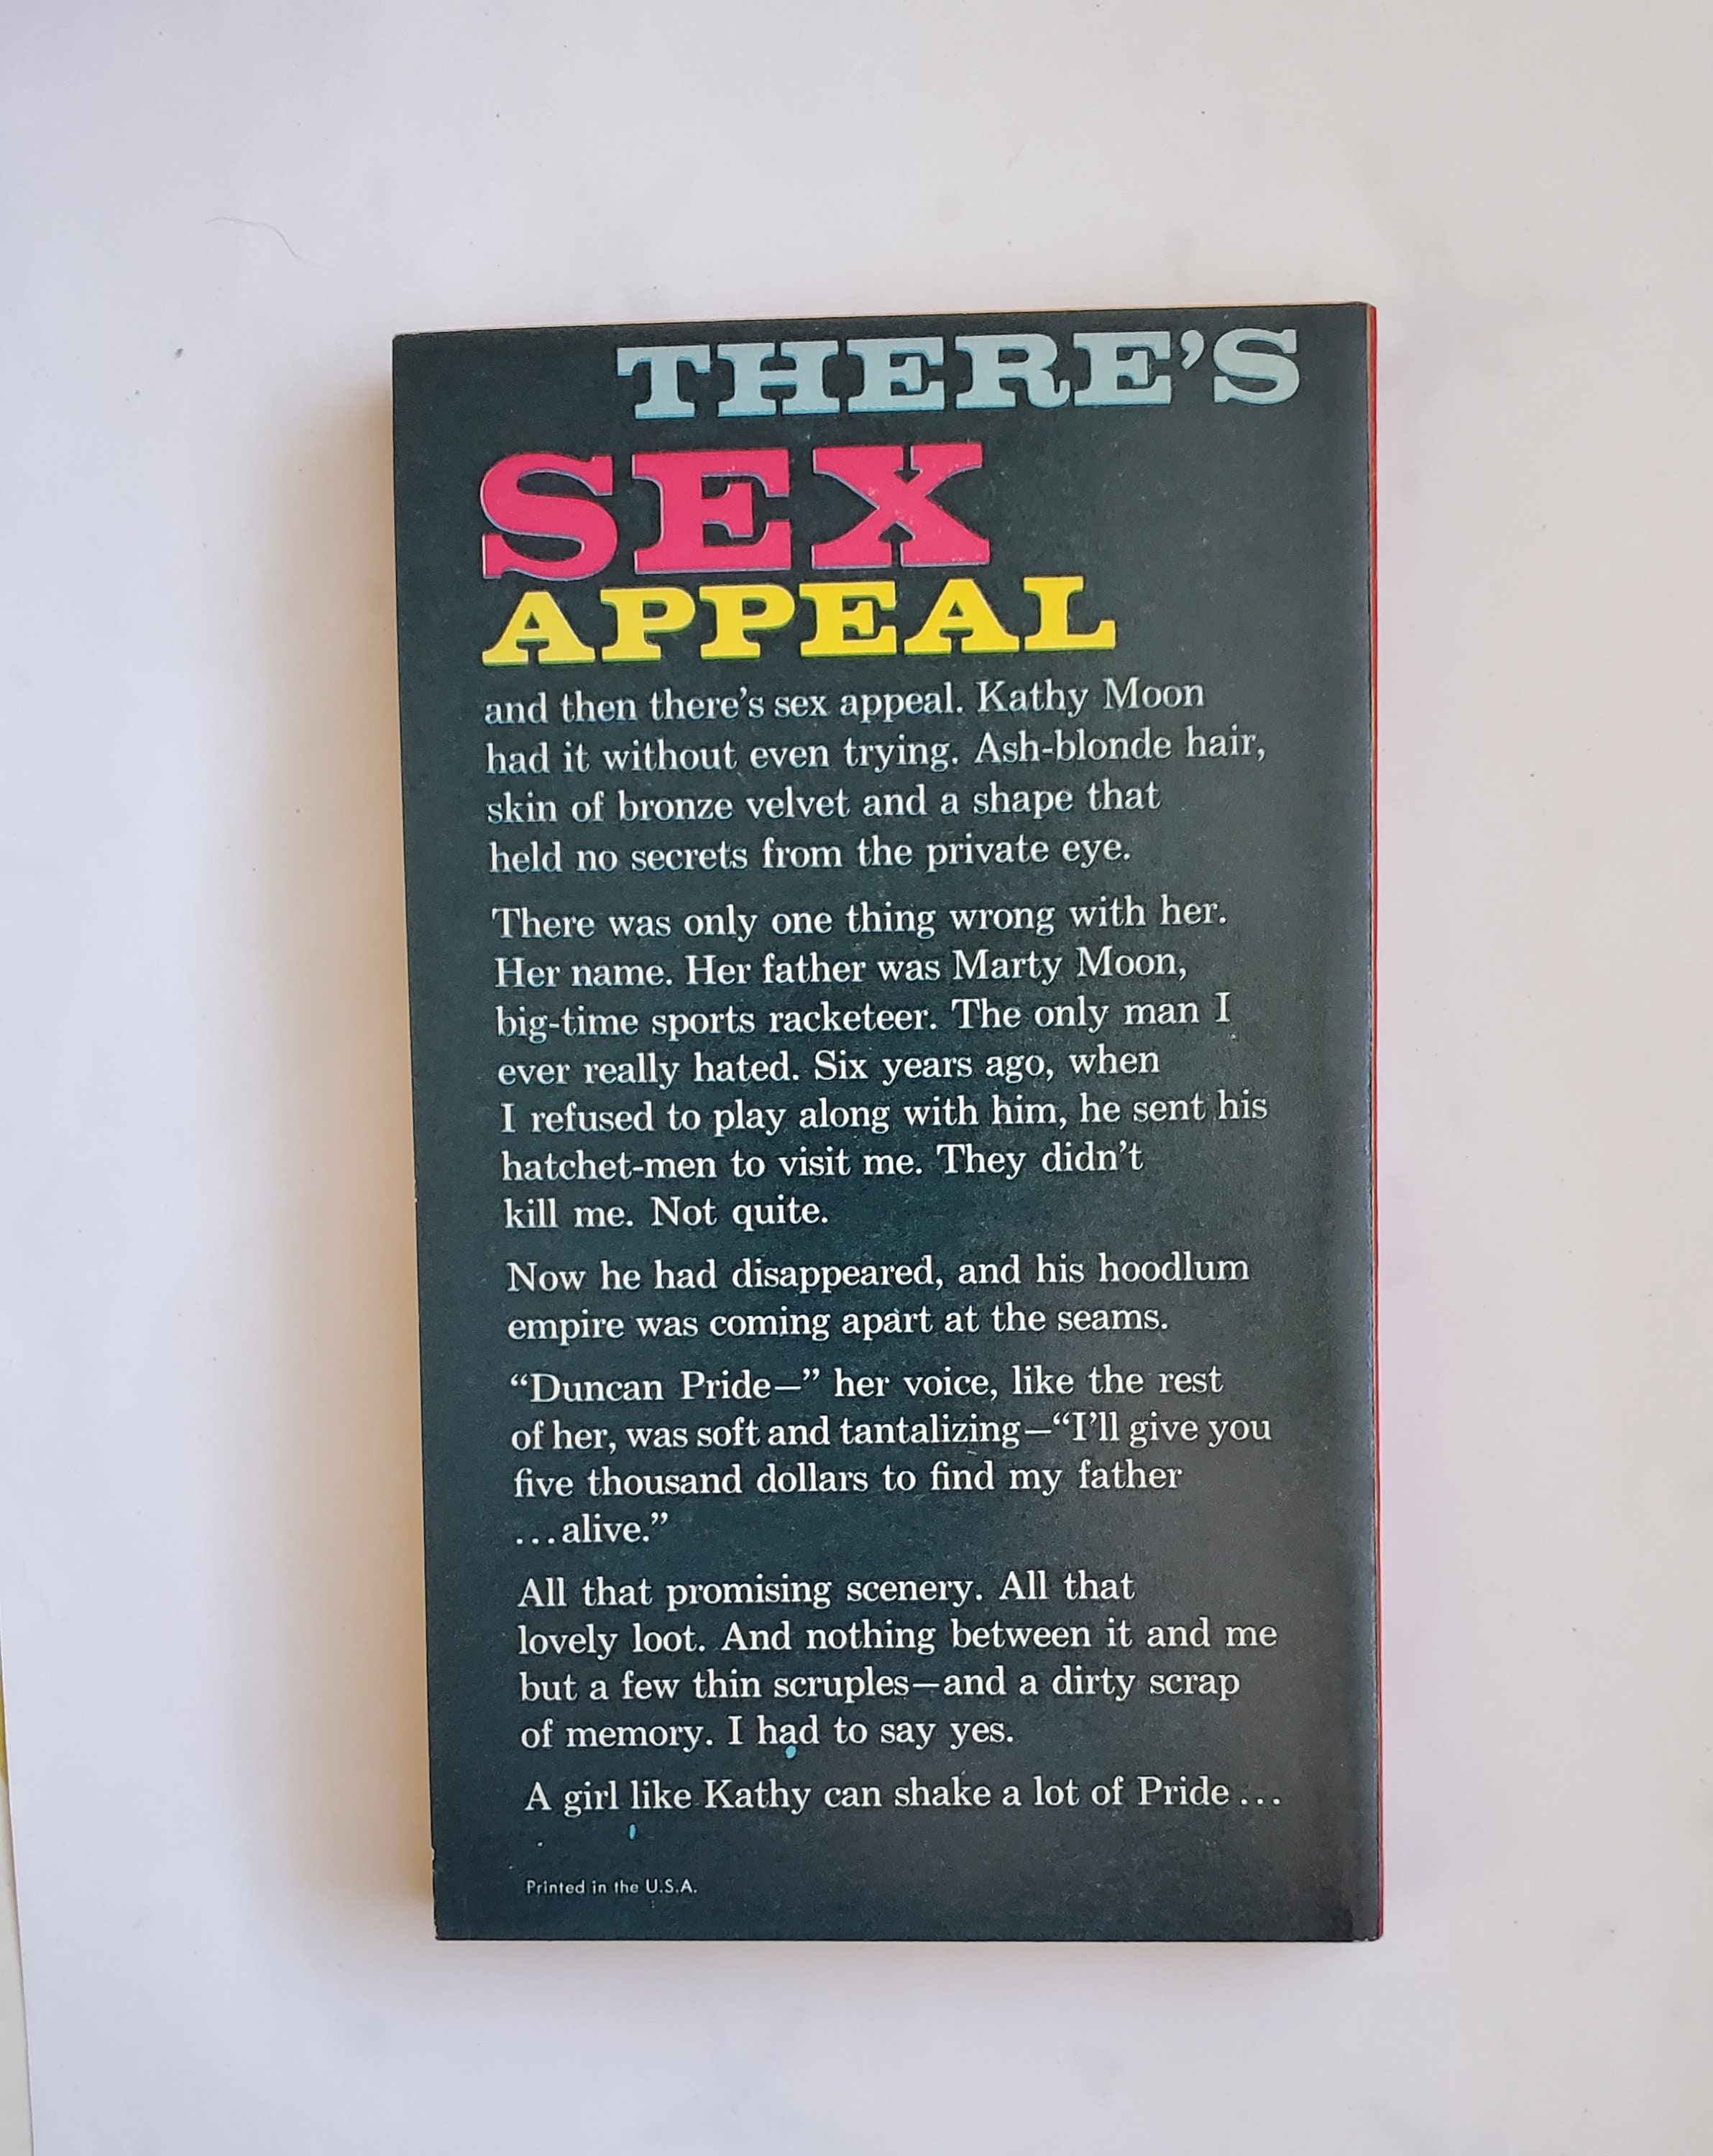 THERE'S
SEX
APPEAL
and then there's sex appeal. Kathy Moon
had it without even trying. Ash-blonde hair,
skin of bronze velvet and a shape that
held no secrets from the private eye.
There was only one thing wrong with her.
Her name. Her father was Marty Moon,
big-time sports racketeer. The only man I
ever really hated. Six years ago, when
I refused to play along with him, he sent his
hatchet-men to visit me. They didn't
kill me. Not quite.
Now he had disappeared, and his hoodlum
empire was coming apart at the seams.
“Duncan Pride—” her voice, like the rest
of her, was soft and tantalizing—“I'll give you
five thousand dollars to find my father
...alive.”
All that promising scenery. All that
lovely loot. And nothing between it and me
but a few thin scruples—and a dirty scrap
of memory. I had to say yes.
A girl like Kathy can shake a lot of Pride...
Printed in the U.S.A.